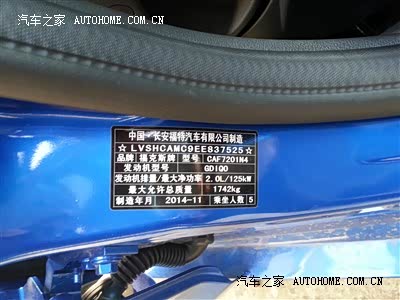 汽车之家 AUTOHOME.COM.CN
中国·长安福特汽车有限公司制造
★LVSHCAMC9EE837525★
品牌 福克斯牌 型号 CAF7201N4
发动机型号 GDIQ0
发动机排量/最大净功率 2.0L/125kW
最大允许总质量 1742kg
制造年月 2014-11 乘坐人数 5
汽车之家 AUTOHOME.COM.CN